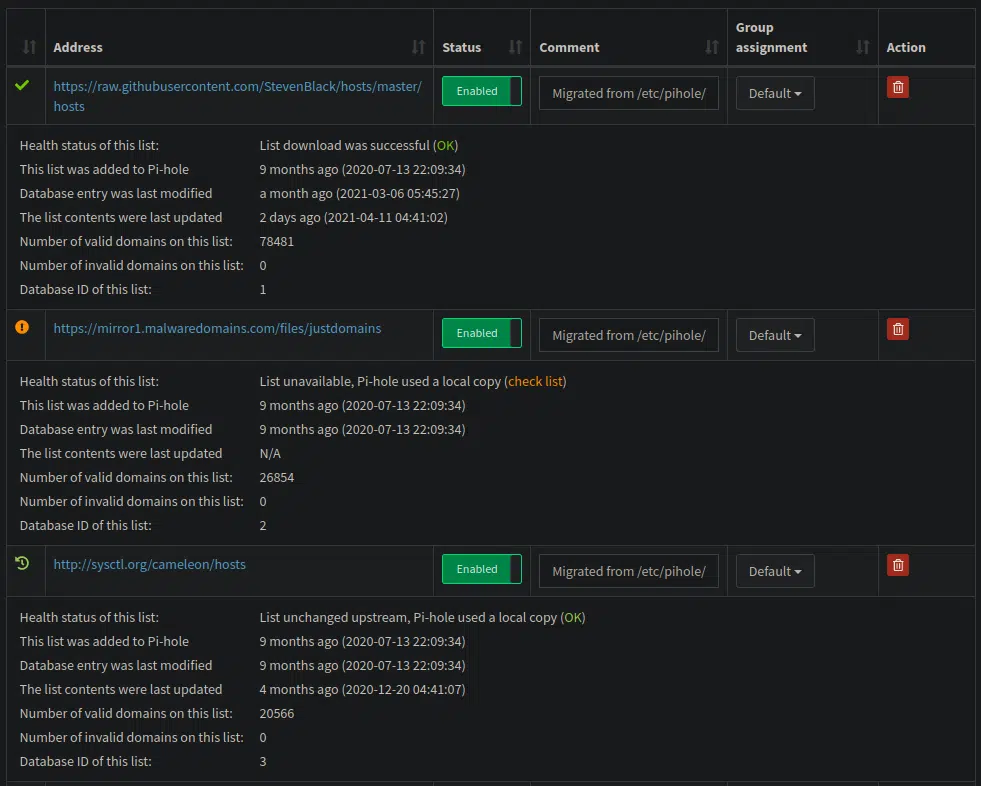 Address Status Comment Group assignment Action
https://raw.githubusercontent.com/StevenBlack/hosts/master/ Enabled Migrated from /etc/pihole/ Default
hosts
Health status of this list: List download was successful (OK)
This list was added to Pi-hole 9 months ago (2020-07-13 22:09:34)
Database entry was last modified a month ago (2021-03-06 05:45:27)
The list contents were last updated 2 days ago (2021-04-11 04:41:02)
Number of valid domains on this list: 78481
Number of invalid domains on this list: 0
Database ID of this list: 1
https://mirror1.malwaredomains.com/files/justdomains Enabled Migrated from /etc/pihole/ Default
Health status of this list: List unavailable, Pi-hole used a local copy (check list)
This list was added to Pi-hole 9 months ago (2020-07-13 22:09:34)
Database entry was last modified 9 months ago (2020-07-13 22:09:34)
The list contents were last updated N/A
Number of valid domains on this list: 26854
Number of invalid domains on this list: 0
Database ID of this list: 2
http://sysctl.org/cameleon/hosts Enabled Migrated from /etc/pihole/ Default
Health status of this list: List unchanged upstream, Pi-hole used a local copy (OK)
This list was added to Pi-hole 9 months ago (2020-07-13 22:09:34)
Database entry was last modified 9 months ago (2020-07-13 22:09:34)
The list contents were last updated 4 months ago (2020-12-20 04:41:07)
Number of valid domains on this list: 20566
Number of invalid domains on this list: 0
Database ID of this list: 3